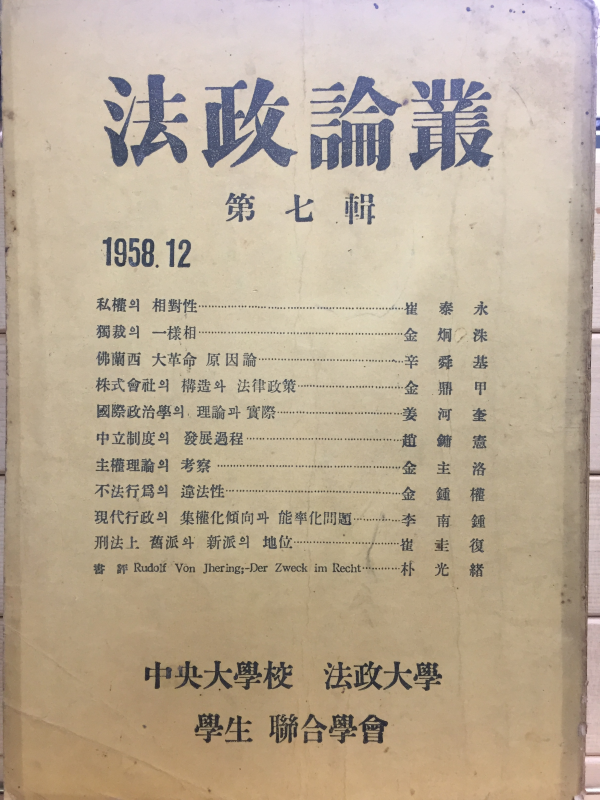 法政論叢
第七輯
1958.12
私權의 相對性 崔泰永
獨裁의 一樣相 金炯洙
佛蘭西 大革命 原因論 辛舜基
株式會社의 構造와 法律政策 金鼎甲
國際政治學의 理論과 實際 姜河奎
中立制度의 發展過程 趙鏞憲
主權理論의 考察 金主洛
不法行爲의 違法性 金鍾權
現代行政의 集權化傾向과 能率化問題 李南鍾
刑法上 舊派와 新派의 地位 崔圭復
書評 Rudolf Von Jhering;-Der Zweck im Recht 朴光緖
中央大學校 法政大學
學生 聯合學會